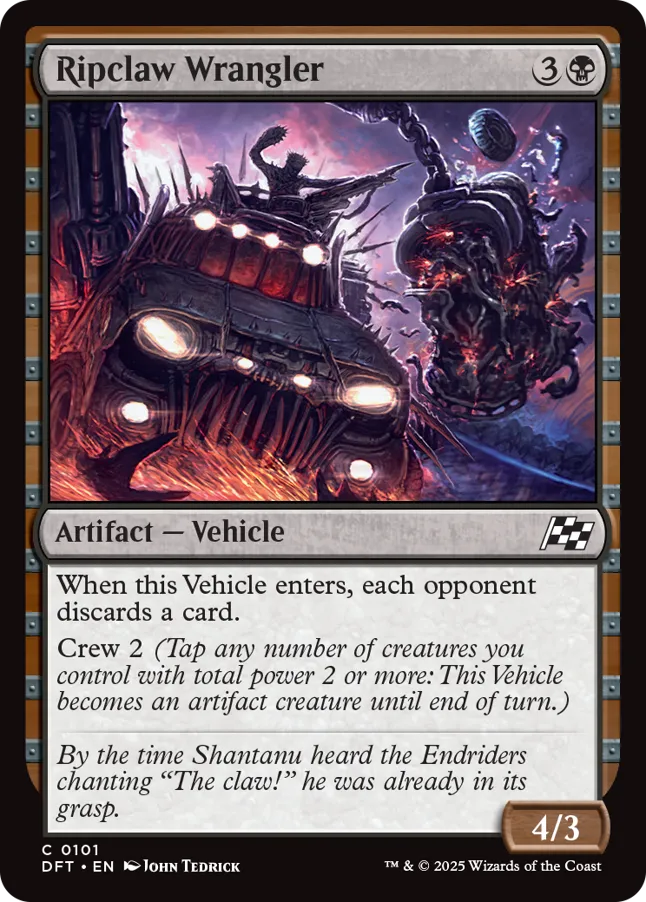 Ripclaw Wrangler 3
Artifact — Vehicle
When this Vehicle enters, each opponent
discards a card.
Crew 2 (Tap any number of creatures you
control with total power 2 or more: This Vehicle
becomes an artifact creature until end of turn.)
By the time Shantanu heard the Endriders
chanting “The claw!” he was already in its
grasp.
4/3
C 0101
DFT • EN John Tedrick
™ & © 2025 Wizards of the Coast